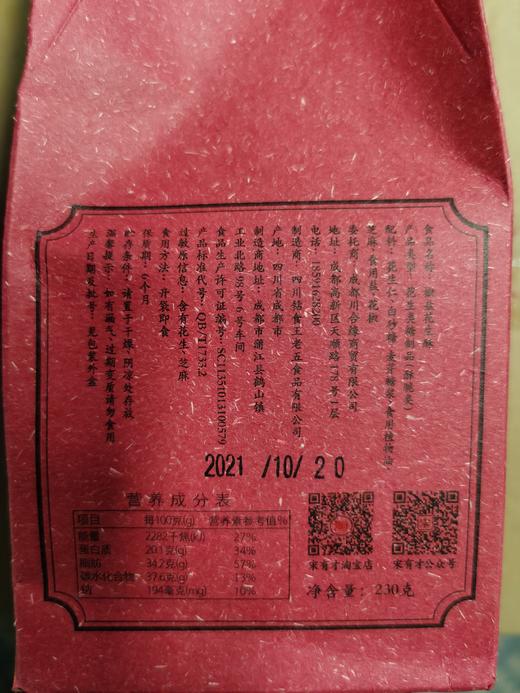 食品名称：椒盐花生酥
产品类型：花生类糖制品（酥脆类）
配料：花生仁、白砂糖、麦芽糖浆、食用植物油、
芝麻、食用盐、花椒
委托商：成都川合缘商贸有限公司
地址：成都高新区天顺路178号1层
电话：18591628200
制造商：四川钻食王老五食品有限公司
产地：四川省成都市
制造商地址：成都市蒲江县鹤山镇
工业北路
号6号车间
食品生产许可证编号：SC11351013100579
产品标准代号：QB/T1733.2
过敏原信息：含有花生、芝麻
食用方法：开袋即食
保质期：6个月
贮存条件：请置于干燥、阴凉处存放
温馨提示：如有漏气、过期变质请勿食用
生产日期及批号：见包装外盒
2021/10/20
营养成分表
项目 每100克(g) 营养素参考值%
能量 2282千焦(kJ) 27%
蛋白质 20.1克(g) 34%
脂肪 34.2克(g) 57%
碳水化合物 37.6克(g) 13%
钠 194毫克(mg) 10%
宋有才淘宝店
宋有才公众号
净含量：230克